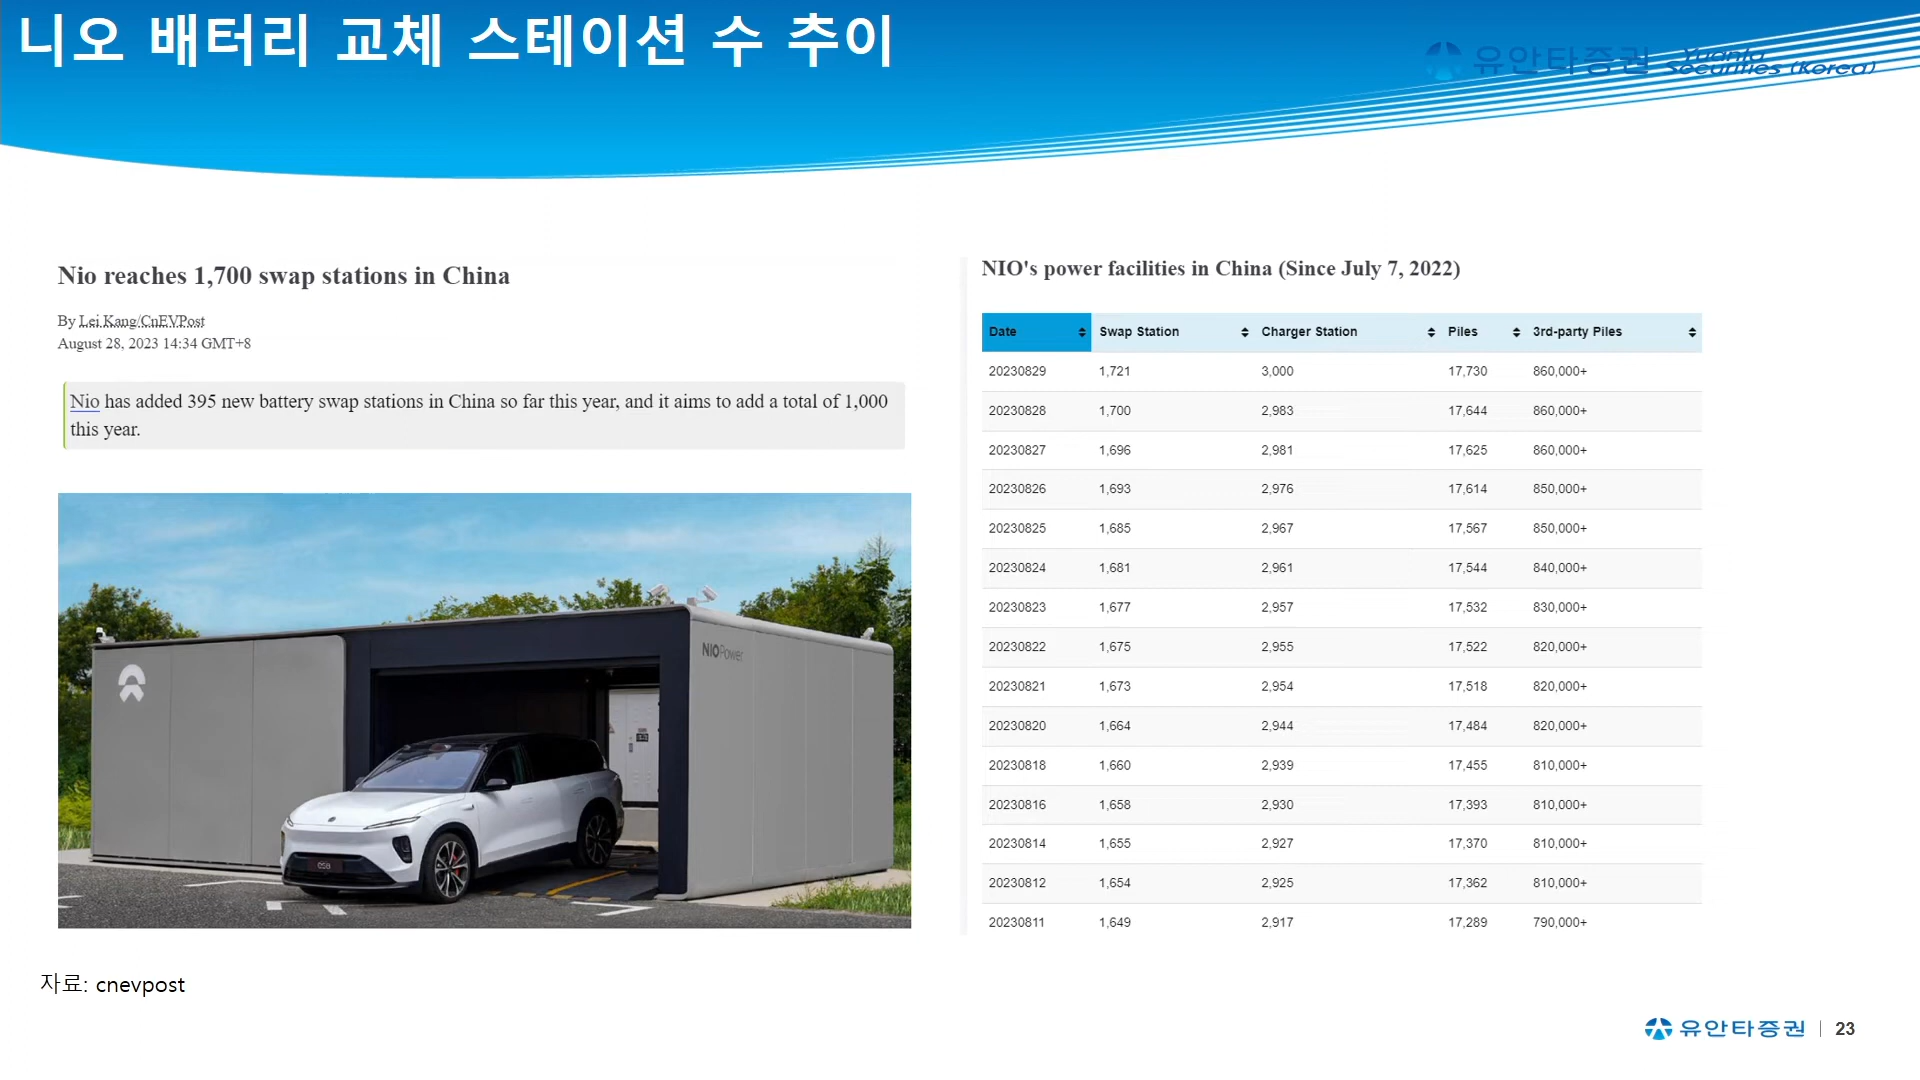 니오 배터리 교체 스테이션 수 추이
유안타증권 Yuanta Securities (Korea)
Nio reaches 1,700 swap stations in China
By Lei Kang/CnEVPost
August 28, 2023 14:34 GMT+8
Nio has added 395 new battery swap stations in China so far this year, and it aims to add a total of 1,000
this year.
NIO Power
es8
NIO's power facilities in China (Since July 7, 2022)
Date Swap Station Charger Station Piles 3rd-party Piles
20230829 1,721 3,000 17,730 860,000+
20230828 1,700 2,983 17,644 860,000+
20230827 1,696 2,981 17,625 860,000+
20230826 1,693 2,976 17,614 850,000+
20230825 1,685 2,967 17,567 850,000+
20230824 1,681 2,961 17,544 840,000+
20230823 1,677 2,957 17,532 830,000+
20230822 1,675 2,955 17,522 820,000+
20230821 1,673 2,954 17,518 820,000+
20230820 1,664 2,944 17,484 820,000+
20230818 1,660 2,939 17,455 810,000+
20230816 1,658 2,930 17,393 810,000+
20230814 1,655 2,927 17,370 810,000+
20230812 1,654 2,925 17,362 810,000+
20230811 1,649 2,917 17,289 790,000+
자료: cnevpost
유안타증권 | 23